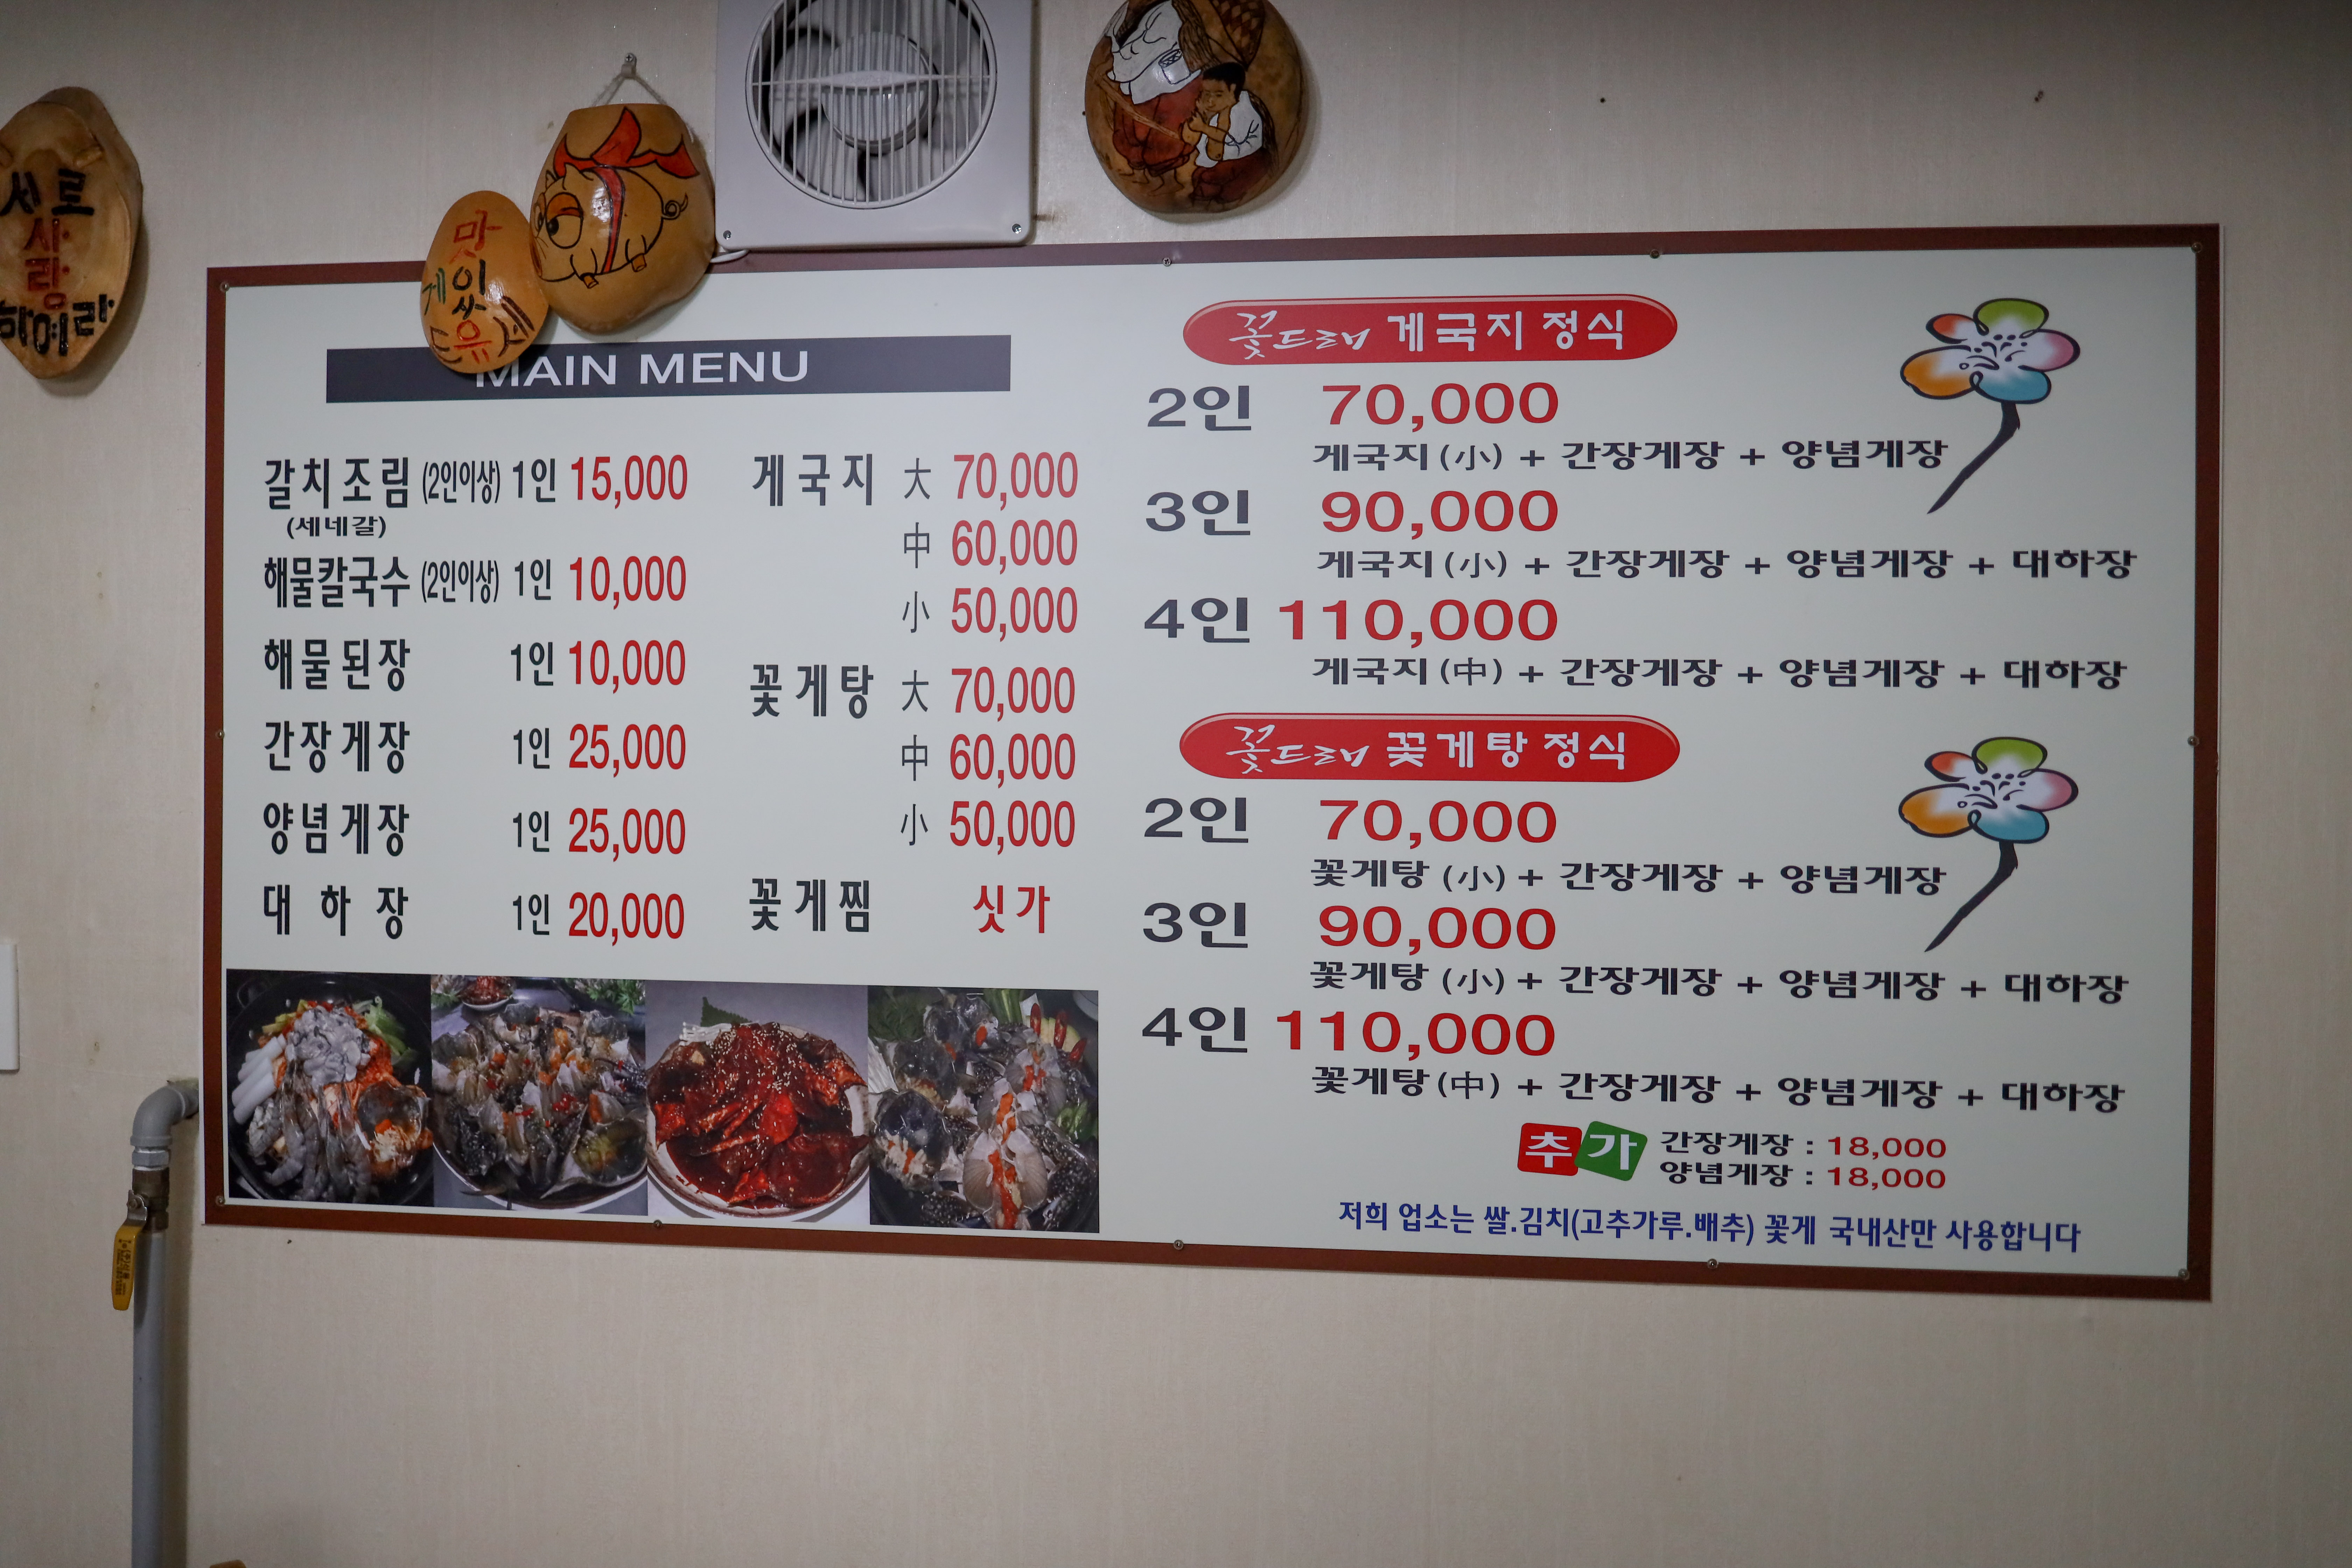 서로
사
랑
하여라
맛
있
게
드
유
세
MAIN MENU
갈치조림 (2인이상) 1인 15,000
(세네갈)
해물칼국수 (2인이상) 1인 10,000
해물된장 1인 10,000
간장게장 1인 25,000
양념게장 1인 25,000
대하장 1인 20,000
게국지 大 70,000
中 60,000
小 50,000
꽃게탕 大 70,000
中 60,000
小 50,000
꽃게찜 싯가
꽃드레 게국지 정식
2인 70,000
게국지(小) + 간장게장 + 양념게장
3인 90,000
게국지(小) + 간장게장 + 양념게장 + 대하장
4인 110,000
게국지(中) + 간장게장 + 양념게장 + 대하장
꽃드레 꽃게탕 정식
2인 70,000
꽃게탕 (小) + 간장게장 + 양념게장
3인 90,000
꽃게탕 (小) + 간장게장 + 양념게장 + 대하장
4인 110,000
꽃게탕(中) + 간장게장 + 양념게장 + 대하장
추가 간장게장 : 18,000
양념게장 : 18,000
저희 업소는 쌀.김치(고추가루.배추) 꽃게 국내산만 사용합니다